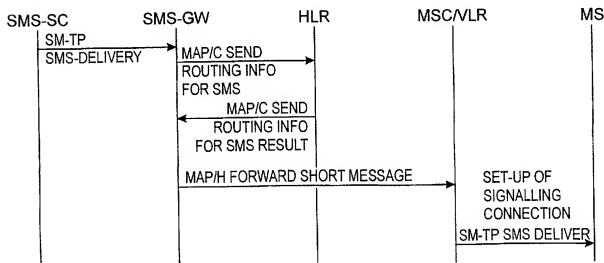 SMS-SC SMS-GW HLR MSC/VLR MS
SM-TP
SMS-DELIVERY
MAP/C SEND
ROUTING INFO
FOR SMS
MAP/C SEND
ROUTING INFO
FOR SMS RESULT
MAP/H FORWARD SHORT MESSAGE
SET-UP OF
SIGNALLING
CONNECTION
SM-TP SMS DELIVER